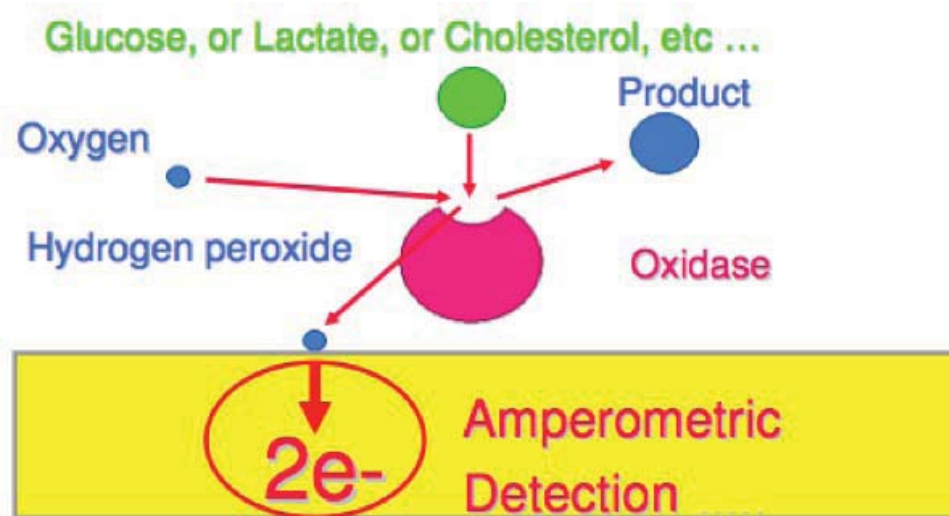 Glucose, or Lactate, or Cholesterol, etc ...
Product
Oxygen
Hydrogen peroxide
Oxidase
Amperometric
2e-
Detection